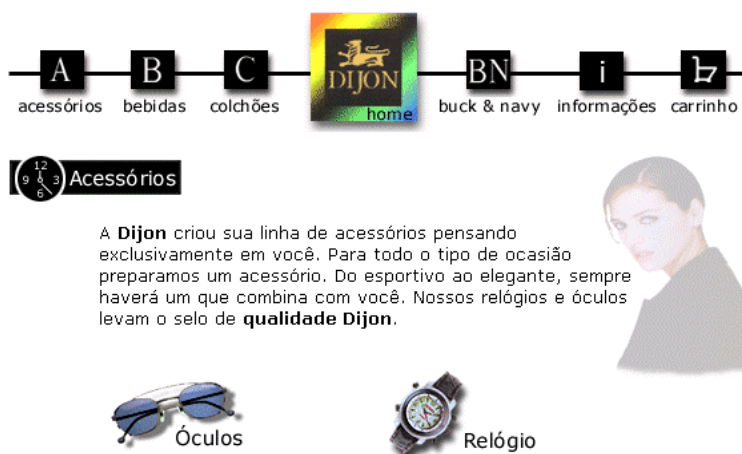 A B C DIJON BN i
home
acessórios bebidas colchões buck & navy informações carrinho
12
9 3
6
Acessórios
A Dijon criou sua linha de acessórios pensando
exclusivamente em você. Para todo o tipo de ocasião
preparamos um acessório. Do esportivo ao elegante, sempre
haverá um que combina com você. Nossos relógios e óculos
levam o selo de qualidade Dijon.
Óculos Relógio